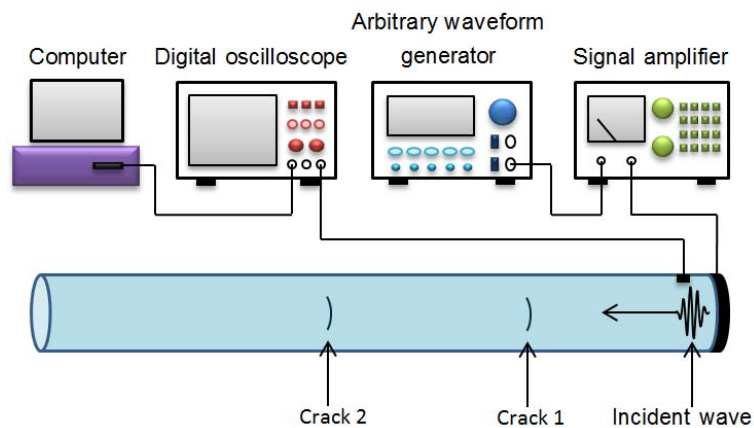 Computer
Digital oscilloscope
Arbitrary waveform
generator
Signal amplifier
Crack 2
Crack 1
Incident wave